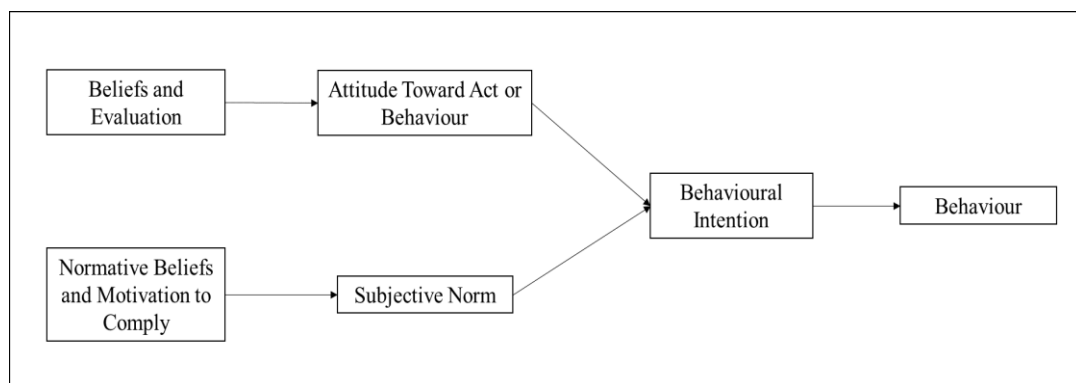 Beliefs and
Evaluation
Attitude Toward Act or
Behaviour
Behavioural
Intention
Behaviour
Normative Beliefs
and Motivation to
Comply
Subjective Norm